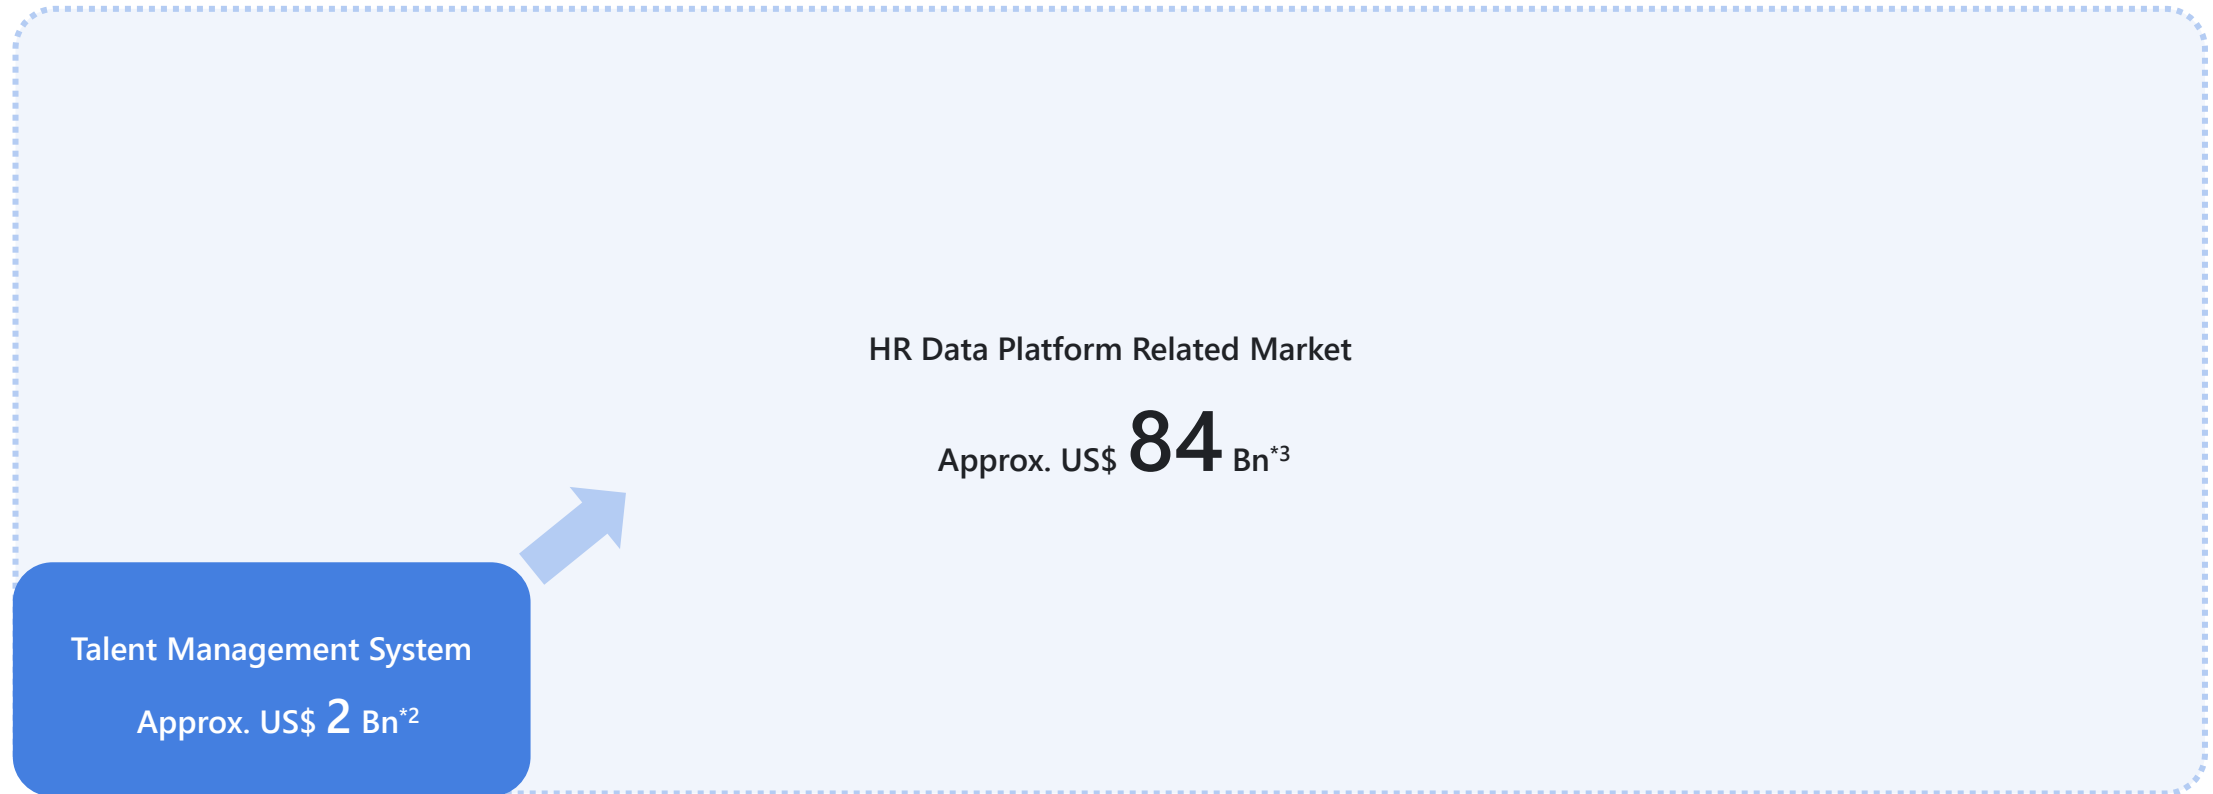 HR Data Platform Related Market
Approx. US$ 84 Bn*3
Talent Management System
Approx. US$ 2 Bn*2